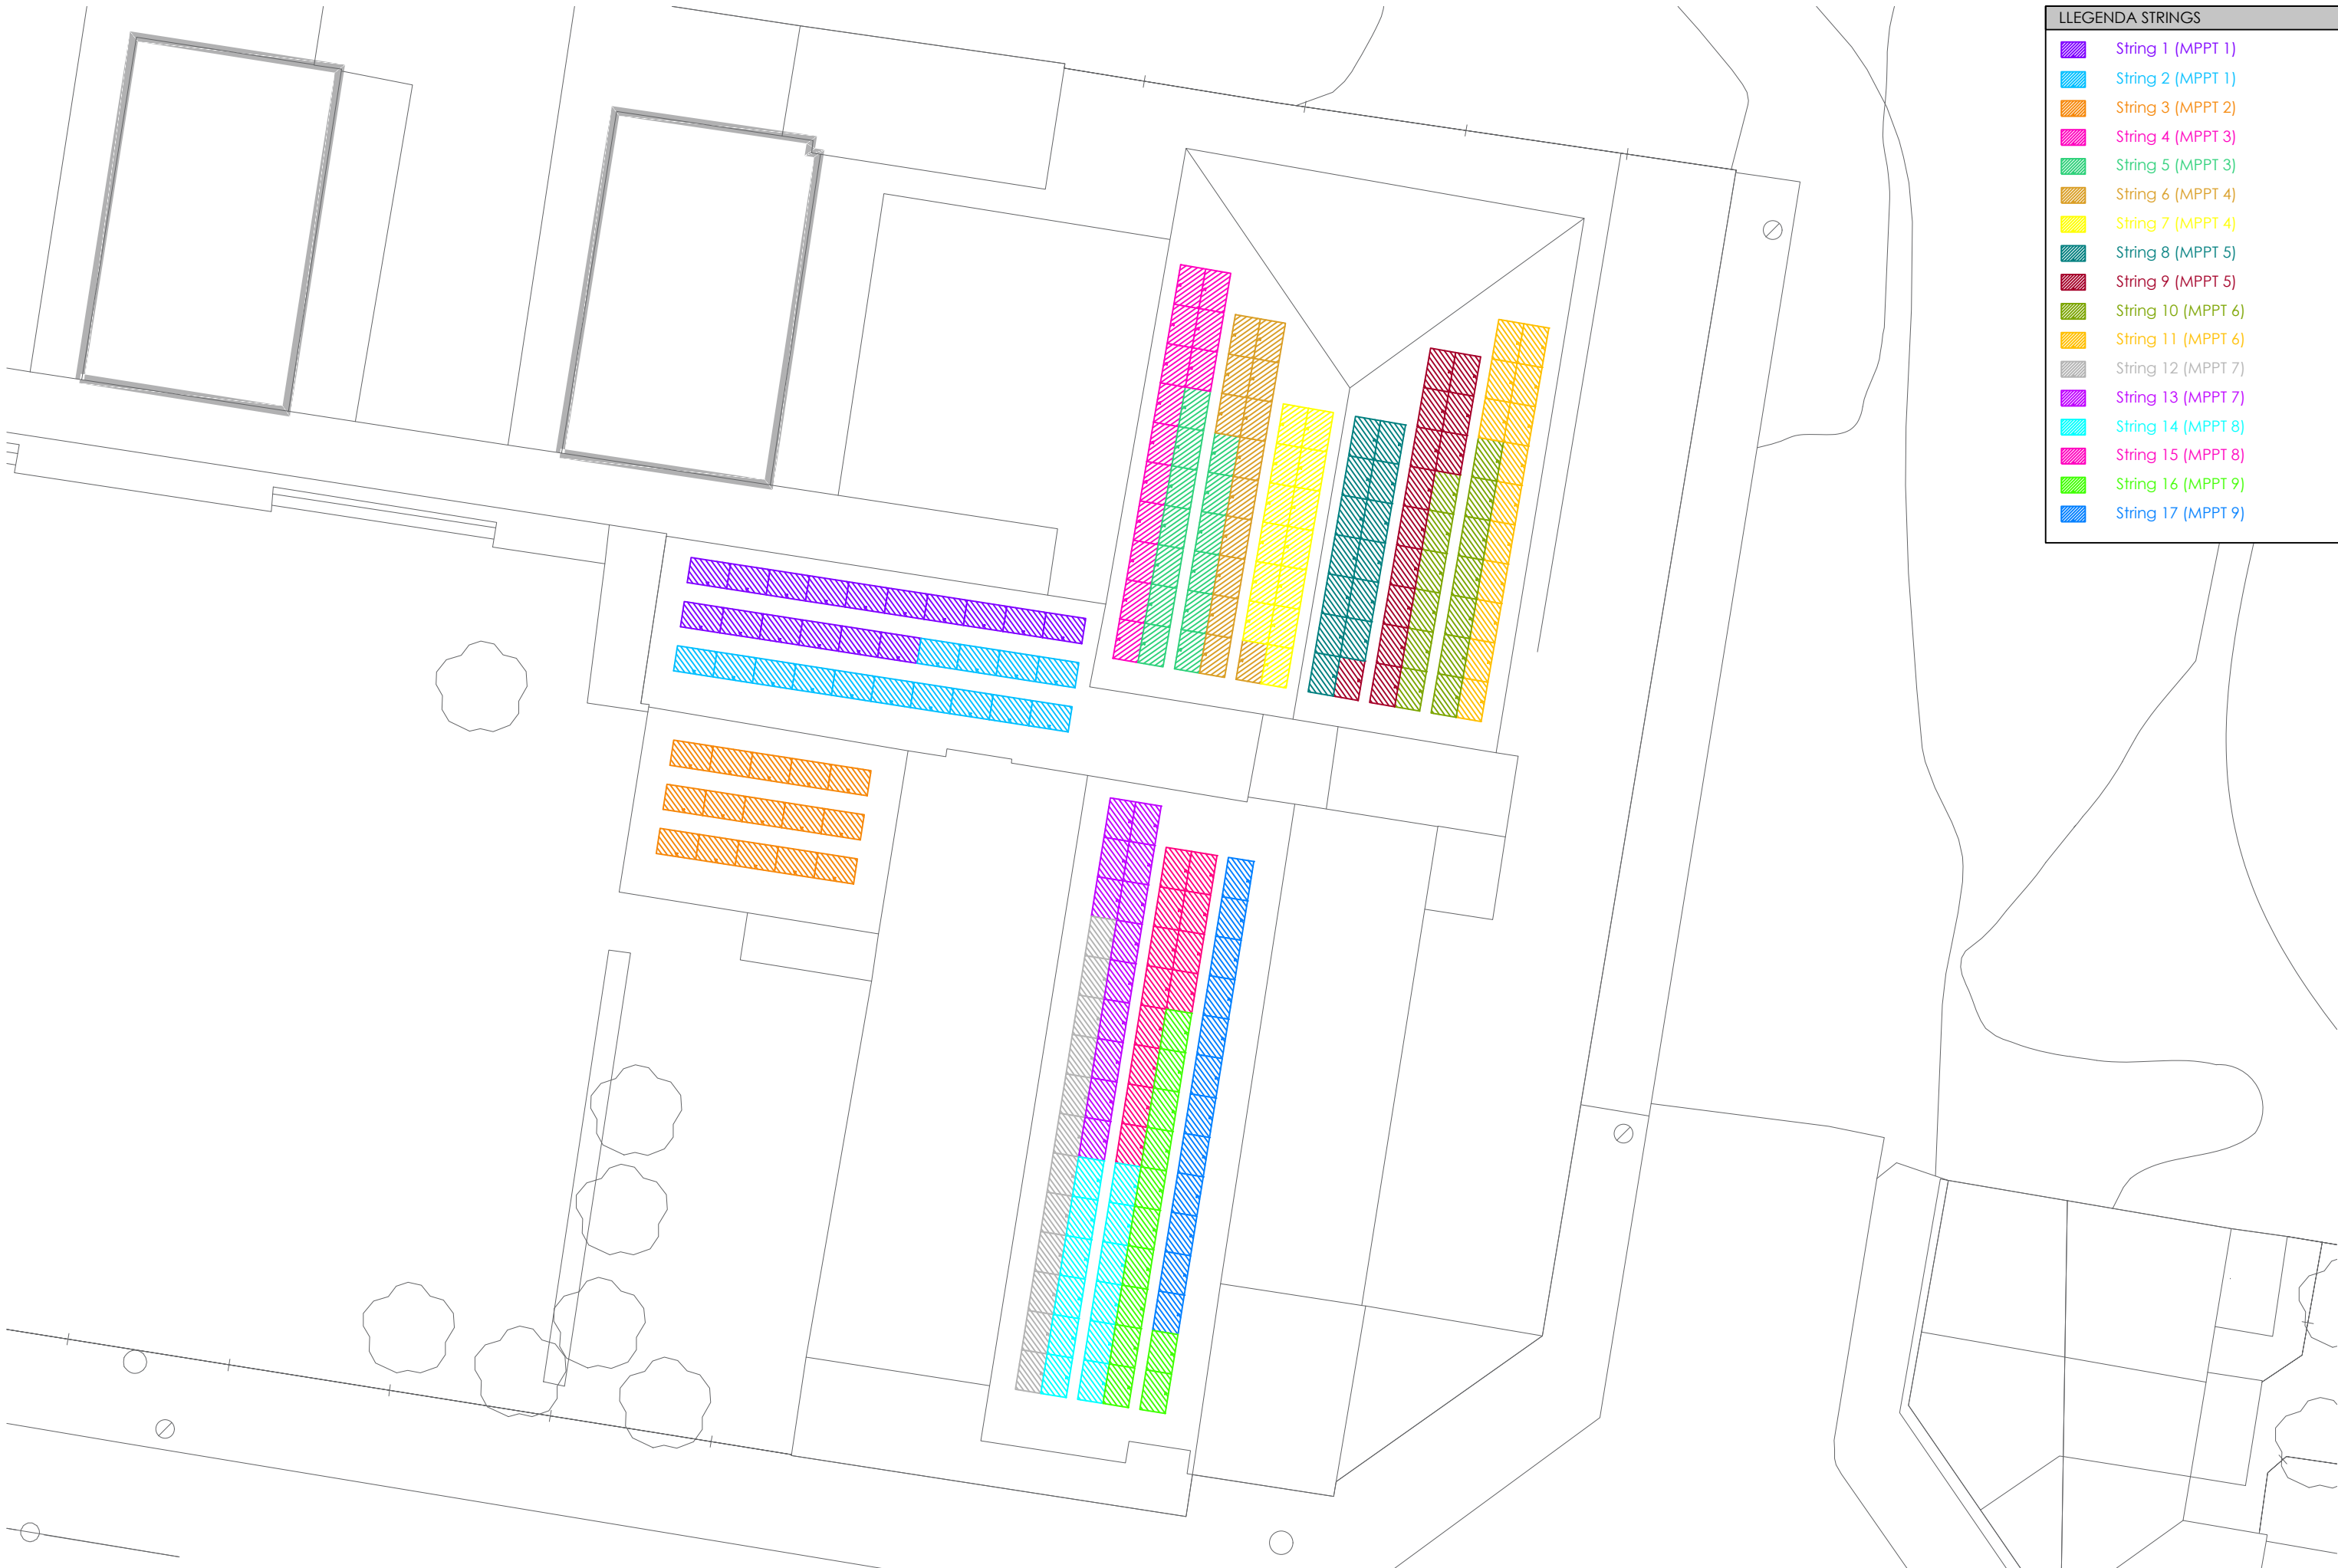 LLEGENDA STRINGS
String 1 (MPPT 1)
String 2 (MPPT 1)
String 3 (MPPT 2)
String 4 (MPPT 3)
String 5 (MPPT 3)
String 6 (MPPT 4)
String 7 (MPPT 4)
String 8 (MPPT 5)
String 9 (MPPT 5)
String 10 (MPPT 6)
String 11 (MPPT 6)
String 12 (MPPT 7)
String 13 (MPPT 7)
String 14 (MPPT 8)
String 15 (MPPT 8)
String 16 (MPPT 9)
String 17 (MPPT 9)